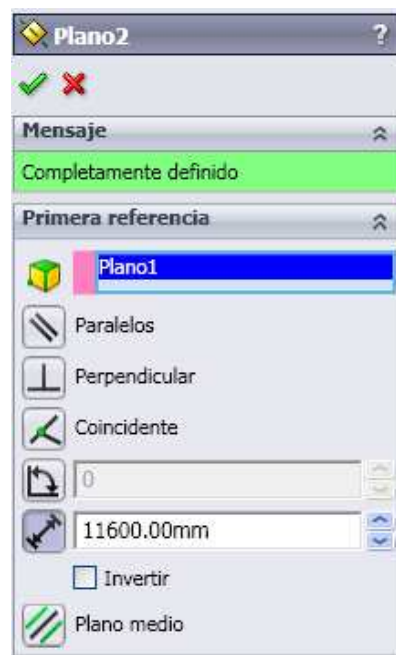 Plano2 ?
Mensaje
Completamente definido
Primera referencia
Plano1
Paralelos
Perpendicular
Coincidente
0
11600.00mm
Invertir
Plano medio